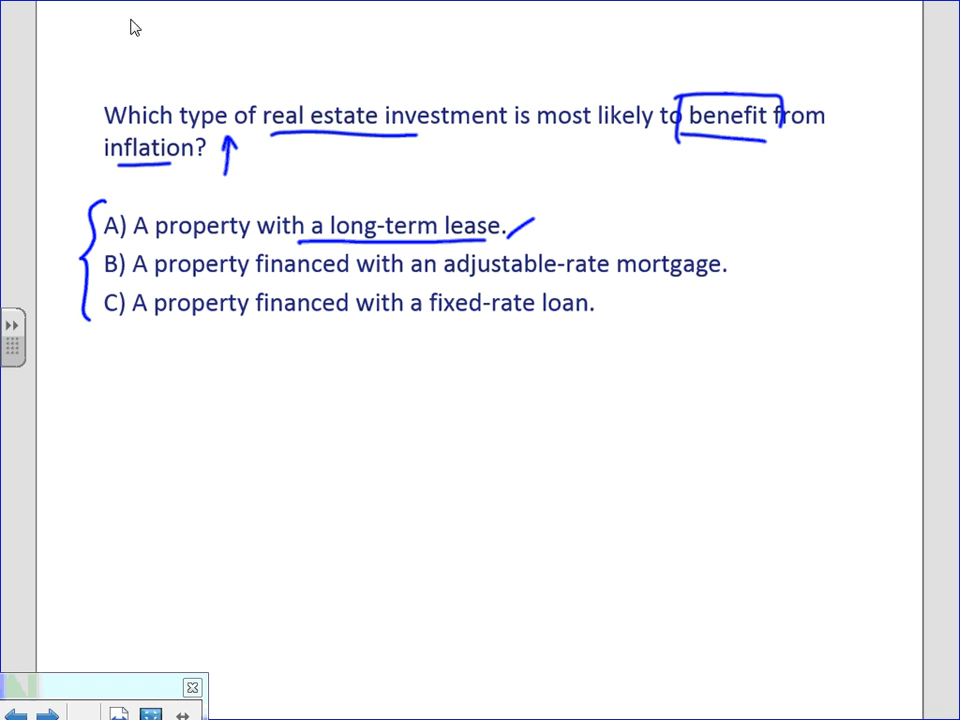 Which type of real estate investment is most likely to benefit from
inflation?
A) A property with a long-term lease.
B) A property financed with an adjustable-rate mortgage.
C) A property financed with a fixed-rate loan.